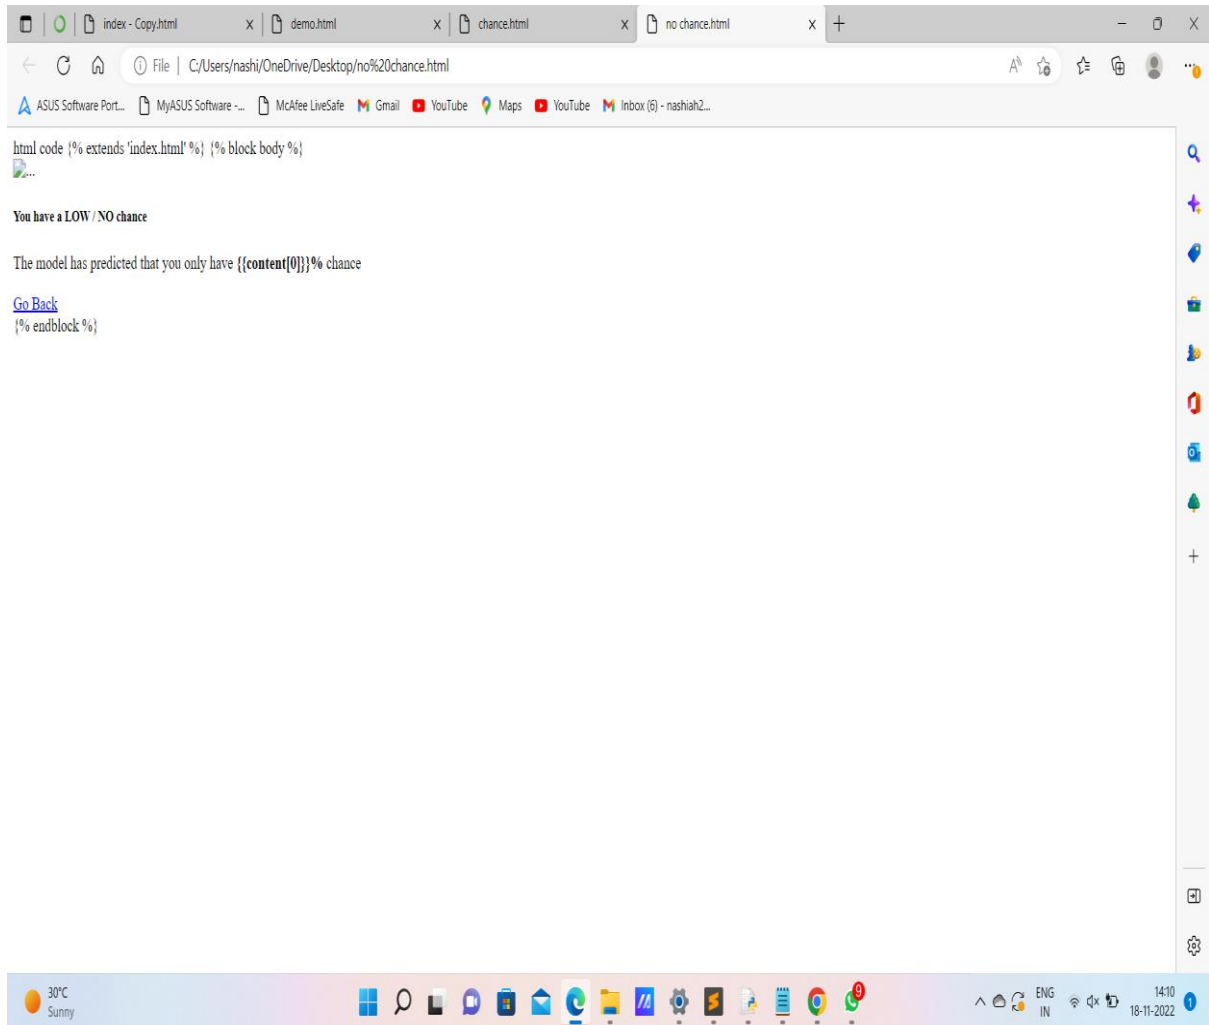 index - Copy.html X demo.html X chance.html X no chance.html X
File | C:/Users/nashi/OneDrive/Desktop/no%20chance.html
ASUS Software Port... MyASUS Software -... McAfee LiveSafe Gmail YouTube Maps YouTube Inbox (6) - nashiah2...
html code {% extends 'index.html' %} {% block body %}
...
You have a LOW / NO chance
The model has predicted that you only have {{content[0]}}% chance
Go Back
{% endblock %}
30°C
Sunny
9
ENG
IN
14:10
18-11-2022
1